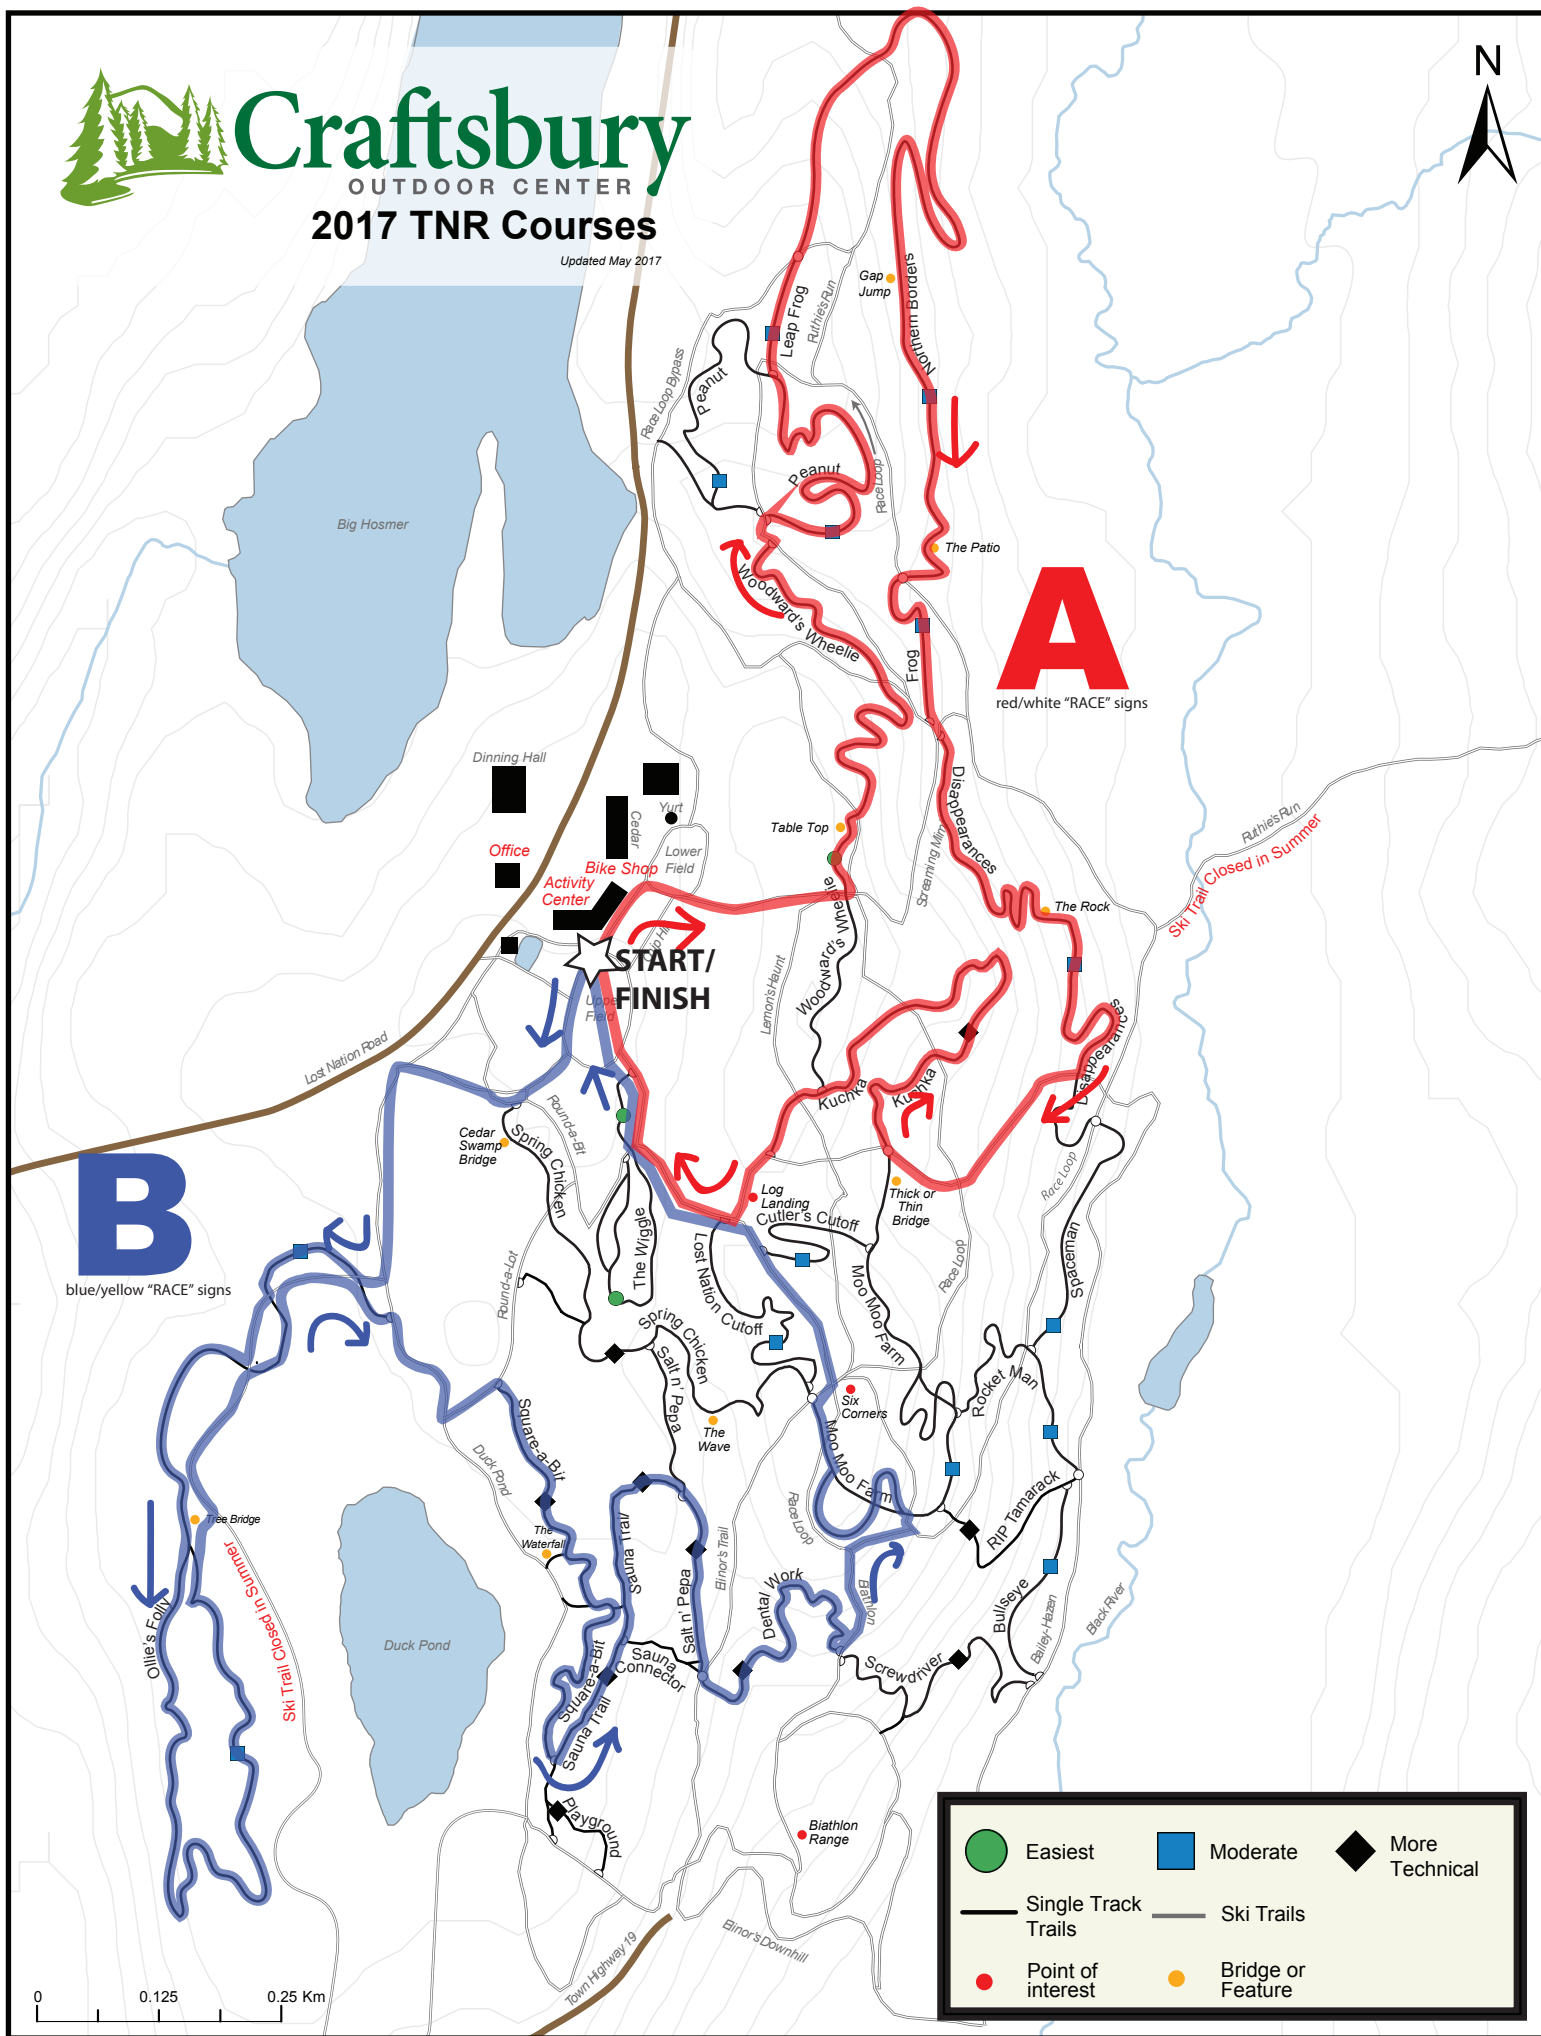 N
Craftsbury
OUTDOOR CENTER
2017 TNR Courses
Updated May 2017
Gap
Jump
Northern Borders
Leap Frog
Ruthie's Run
Race Loop Bypass
Peanut
Peanut
Race Loop
Big Hosmer
The Patio
Woodward's Wheelie
Frog
A
red/white “RACE” signs
Dinning Hall
Yurt
Cedar
Lower
Field
Table Top
Disappearances
Screaming Mimi
Ruthie's Run
Ski Trail Closed in Summer
Office
Bike Shop
Activity
Center
The Rock
START/
FINISH
Upper
Field
Lemon's Haunt
Woodward's Wheelie
Disappearances
Lost Nation Road
Kuchka
Kuchka
Round-a-Bit
Cedar
Swamp
Bridge
Spring Chicken
B
blue/yellow “RACE” signs
Log
Landing
Thick or
Thin
Bridge
Race Loop
Cutler's Cutoff
The Wiggle
Lost Nation Cutoff
Race Loop
Spaceman
Round-a-Lot
Moo Moo Farm
Spring Chicken
Salt n' Pepa
Rocket Man
Six
Corners
The
Wave
Square-a-Bit
Duck Pond
Moo Moo Farm
RIP Tamarack
Race Loop
Tree Bridge
The
Waterfall
Sauna Trail
Elinor's Trail
Salt n' Pepa
Dental Work
Biathlon
Bullseye
Bailey-Hazen
Black River
Ollie's Folly
Ski Trail Closed in Summer
Duck Pond
Square-a-Bit
Sauna
Connector
Screwdriver
Sauna Trail
Playground
Biathlon
Range
Elinor's Downhill
Town Highway 19
0
0.125
0.25 Km
Easiest
Moderate
More
Technical
Single Track
Trails
Ski Trails
Point of
interest
Bridge or
Feature